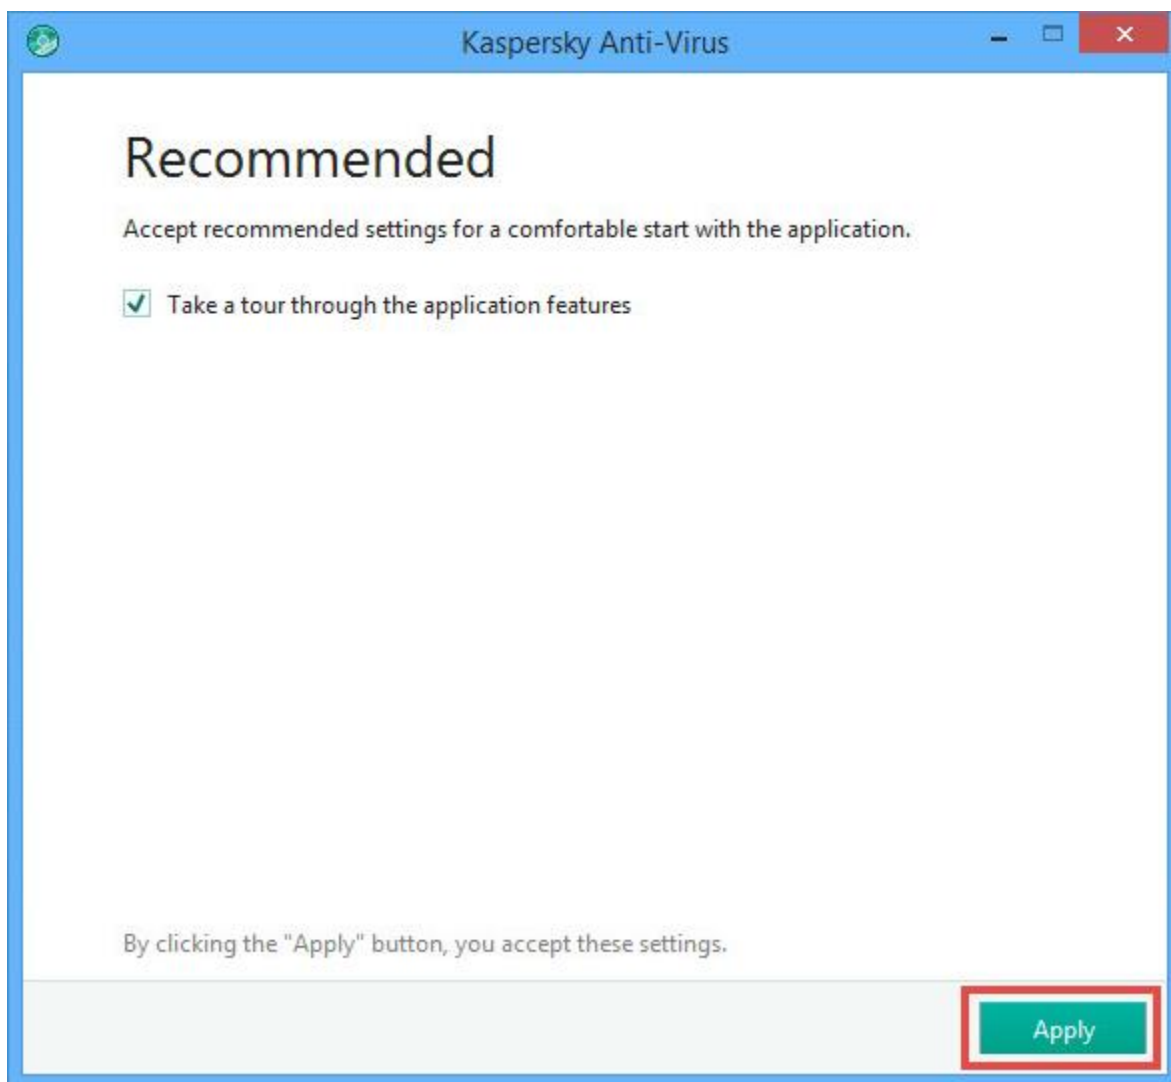 Kaspersky Anti-Virus
Recommended
Accept recommended settings for a comfortable start with the application.
Take a tour through the application features
By clicking the "Apply" button, you accept these settings.
Apply